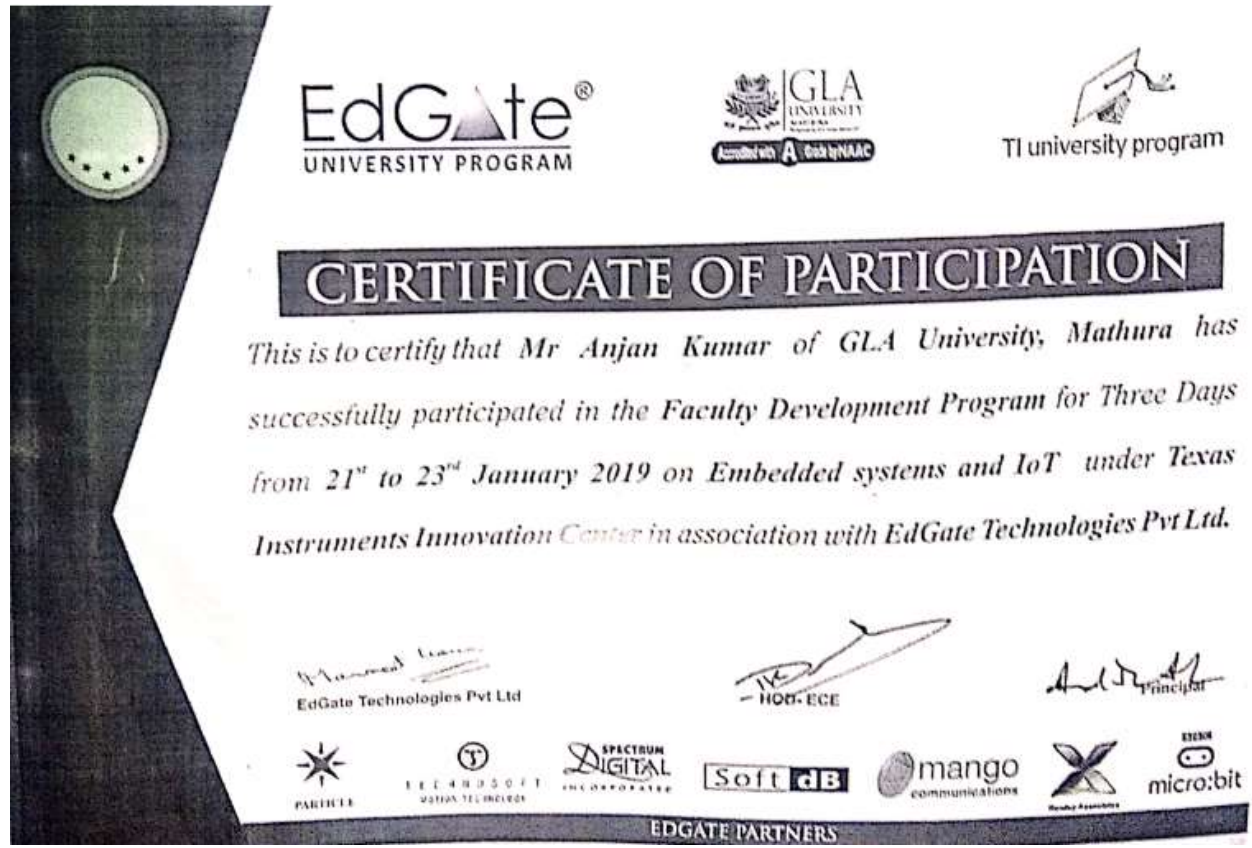 EdGate®
UNIVERSITY PROGRAM
GLA
UNIVERSITY
Accredited with A Grade by NAAC
TI university program
CERTIFICATE OF PARTICIPATION
This is to certify that Mr Anjan Kumar of GLA University, Mathura has
successfully participated in the Faculty Development Program for Three Days
from 21st to 23rd January 2019 on Embedded systems and IoT under Texas
Instruments Innovation Center in association with EdGate Technologies Pvt Ltd.
EdGate Technologies Pvt Ltd
HOD- ECE
Principal
PARTICLE
TECHNOSOFT
MOTION TECHNOLOGY
SPECTRUM
DIGITAL
INCORPORATED
Soft dB
mango
communications
micro:bit
EDGATE PARTNERS